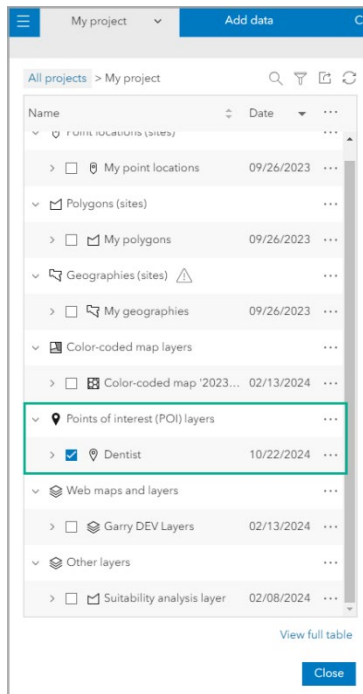 My project
Add data
C
All projects > My project
Name Date
Point locations (sites)
My point locations 09/26/2023
Polygons (sites)
My polygons 09/26/2023
Geographies (sites)
My geographies 09/26/2023
Color-coded map layers
Color-coded map '2023... 02/13/2024
Points of interest (POI) layers
Dentist 10/22/2024
Web maps and layers
Garry DEV Layers 02/13/2024
Other layers
Suitability analysis layer 02/08/2024
View full table
Close